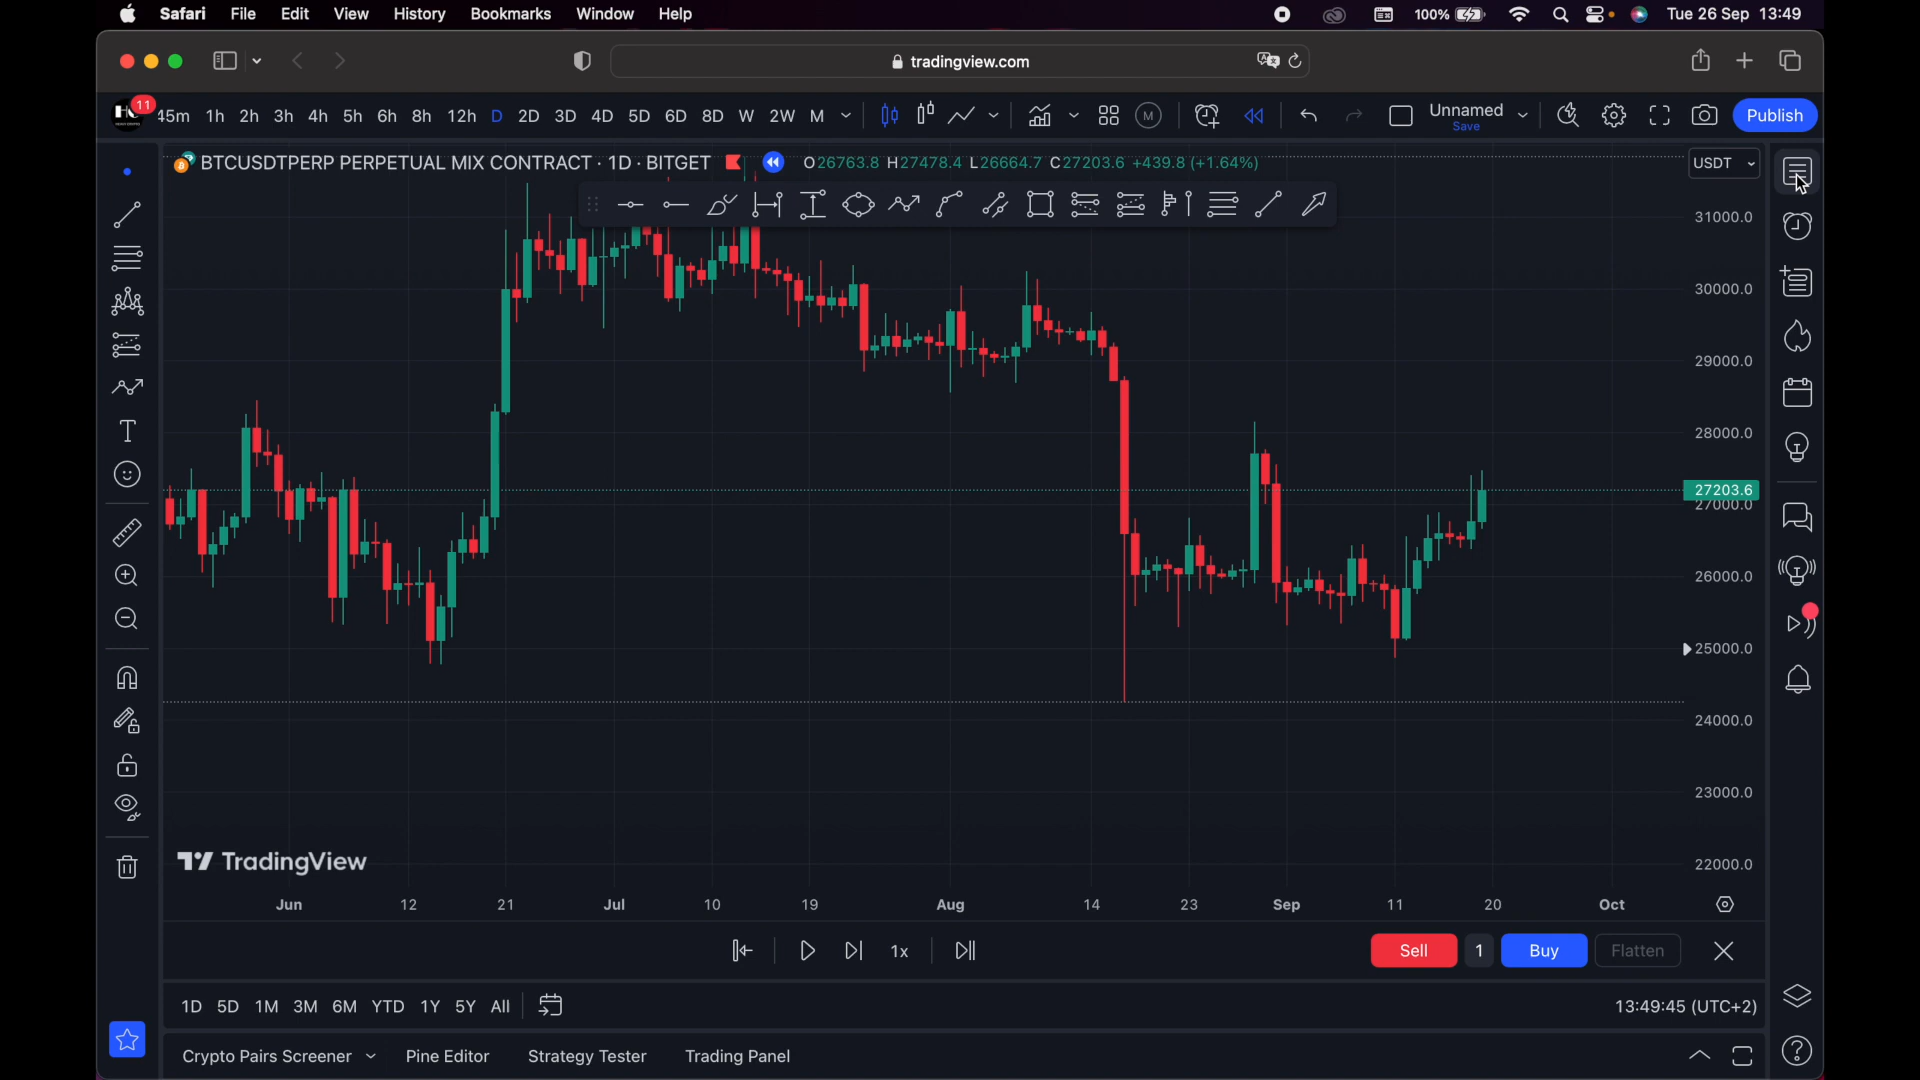 Safari File Edit View History Bookmarks Window Help 100% Tue 26 Sep 13:49
tradingview.com
11 45m 1h 2h 3h 4h 5h 6h 8h 12h D 2D 3D 4D 5D 6D 8D W 2W M M Unnamed Save Publish
BTCUSDTPERP PERPETUAL MIX CONTRACT · 1D · BITGET O26763.8 H27478.4 L26664.7 C27203.6 +439.8 (+1.64%) USDT
31000.0
30000.0
29000.0
28000.0
27203.6
27000.0
26000.0
25000.0
24000.0
23000.0
22000.0
TradingView
Jun 12 21 Jul 10 19 Aug 14 23 Sep 11 20 Oct
1x Sell 1 Buy Flatten
1D 5D 1M 3M 6M YTD 1Y 5Y All 13:49:45 (UTC+2)
Crypto Pairs Screener Pine Editor Strategy Tester Trading Panel